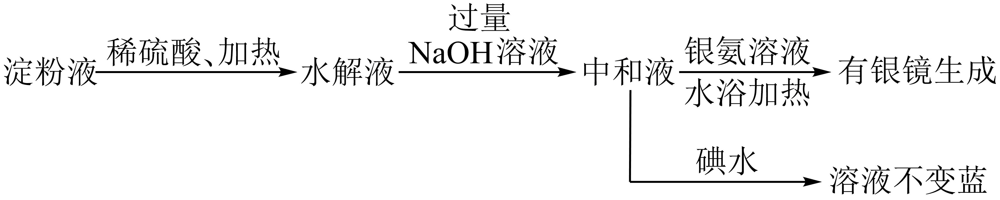 过量
稀硫酸、加热
NaOH溶液
银氨溶液
淀粉液
水解液
中和液
有银镜生成
水浴加热
碘水
溶液不变蓝